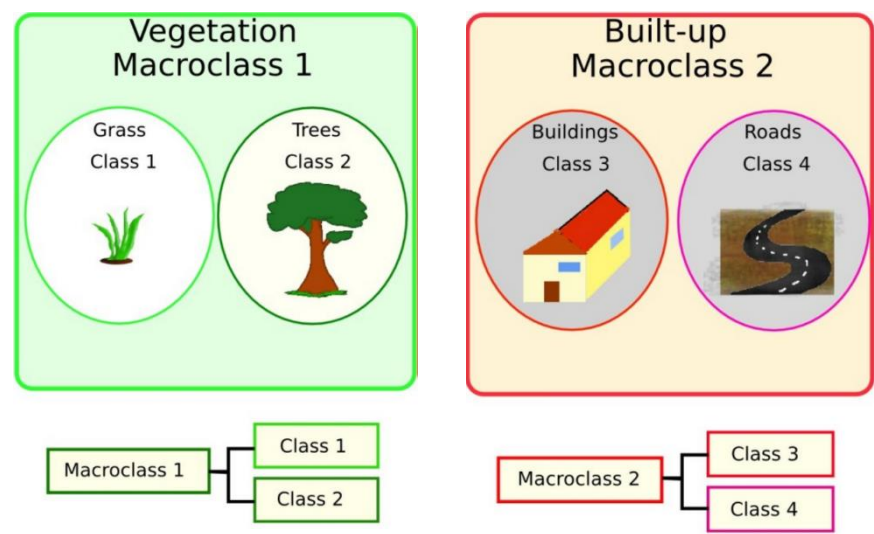 Vegetation
Macroclass 1
Grass
Class 1
Trees
Class 2
Macroclass 1
Class 1
Class 2
Built-up
Macroclass 2
Buildings
Class 3
Roads
Class 4
Macroclass 2
Class 3
Class 4